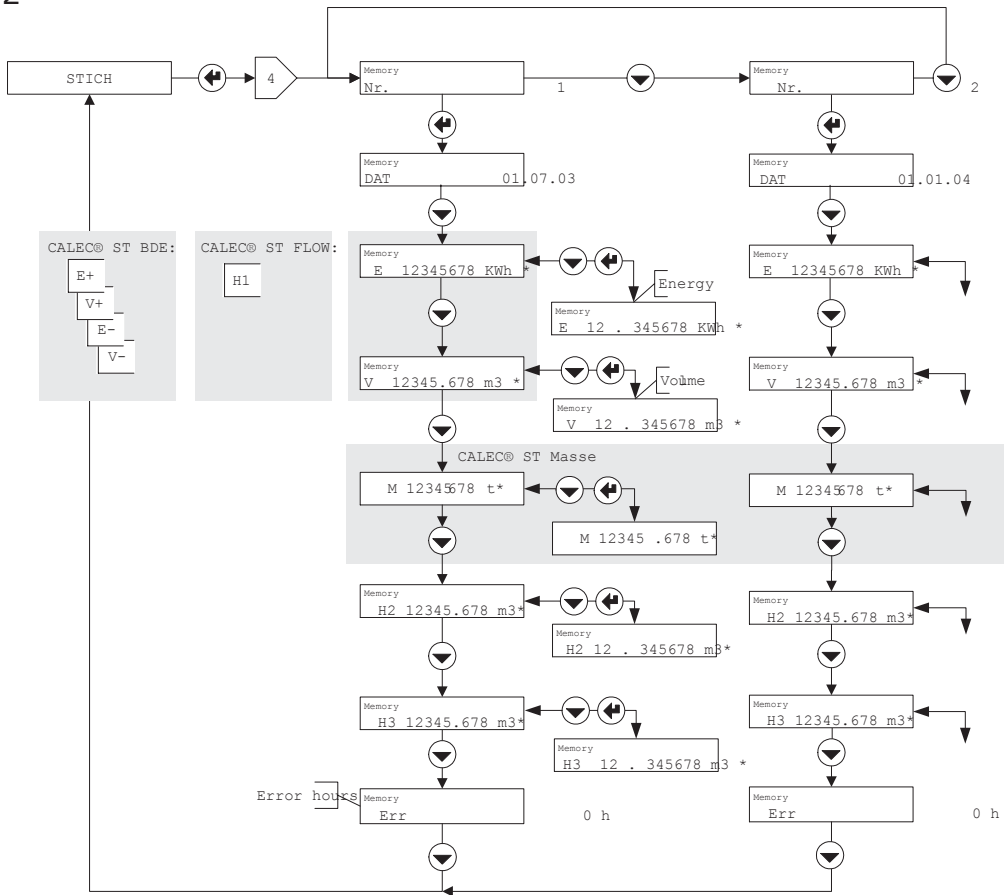 2
STICH
4
Memory
Nr. 1
Memory
Nr. 2
Memory
DAT 01.07.03
Memory
DAT 01.01.04
CALEC® ST BDE:
E+
V+
E-
V-
CALEC® ST FLOW:
H1
Memory
E 12345678 KWh *
Energy
Memory
E 12 . 345678 KWh *
Memory
E 12345678 KWh *
Memory
V 12345.678 m3 *
Volume
Memory
V 12 . 345678 m3 *
Memory
V 12345.678 m3 *
CALEC® ST Masse
M 12345678 t*
M 12345 .678 t*
M 12345678 t*
Memory
H2 12345.678 m3*
Memory
H2 12 . 345678 m3*
Memory
H2 12345.678 m3*
Memory
H3 12345.678 m3*
Memory
H3 12 . 345678 m3 *
Memory
H3 12345.678 m3*
Error hours
Memory
Err 0 h
Memory
Err 0 h